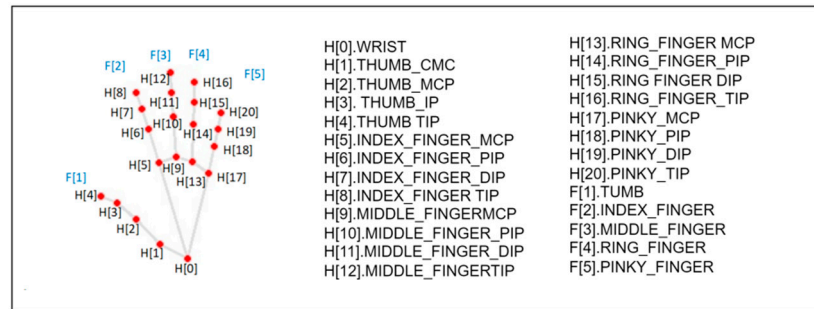 F[3]
F[4]
F[2]
F[5]
H[12]
H[16]
H[8]
H[11]
H[15]
H[7]
H[20]
H[10]
H[6]
H[14]
H[19]
H[18]
H[5]
H[9]
H[13]
H[17]
F[1]
H[4]
H[3]
H[2]
H[1]
H[0]
H[0].WRIST
H[1].THUMB_CMC
H[2].THUMB_MCP
H[3]. THUMB_IP
H[4].THUMB TIP
H[5].INDEX_FINGER_MCP
H[6].INDEX_FINGER_PIP
H[7].INDEX_FINGER_DIP
H[8].INDEX_FINGER TIP
H[9].MIDDLE_FINGERMCP
H[10].MIDDLE_FINGER_PIP
H[11].MIDDLE_FINGER_DIP
H[12].MIDDLE_FINGERTIP
H[13].RING_FINGER MCP
H[14].RING_FINGER_PIP
H[15].RING FINGER DIP
H[16].RING_FINGER_TIP
H[17].PINKY_MCP
H[18].PINKY_PIP
H[19].PINKY_DIP
H[20].PINKY_TIP
F[1].TUMB
F[2].INDEX_FINGER
F[3].MIDDLE_FINGER
F[4].RING_FINGER
F[5].PINKY_FINGER